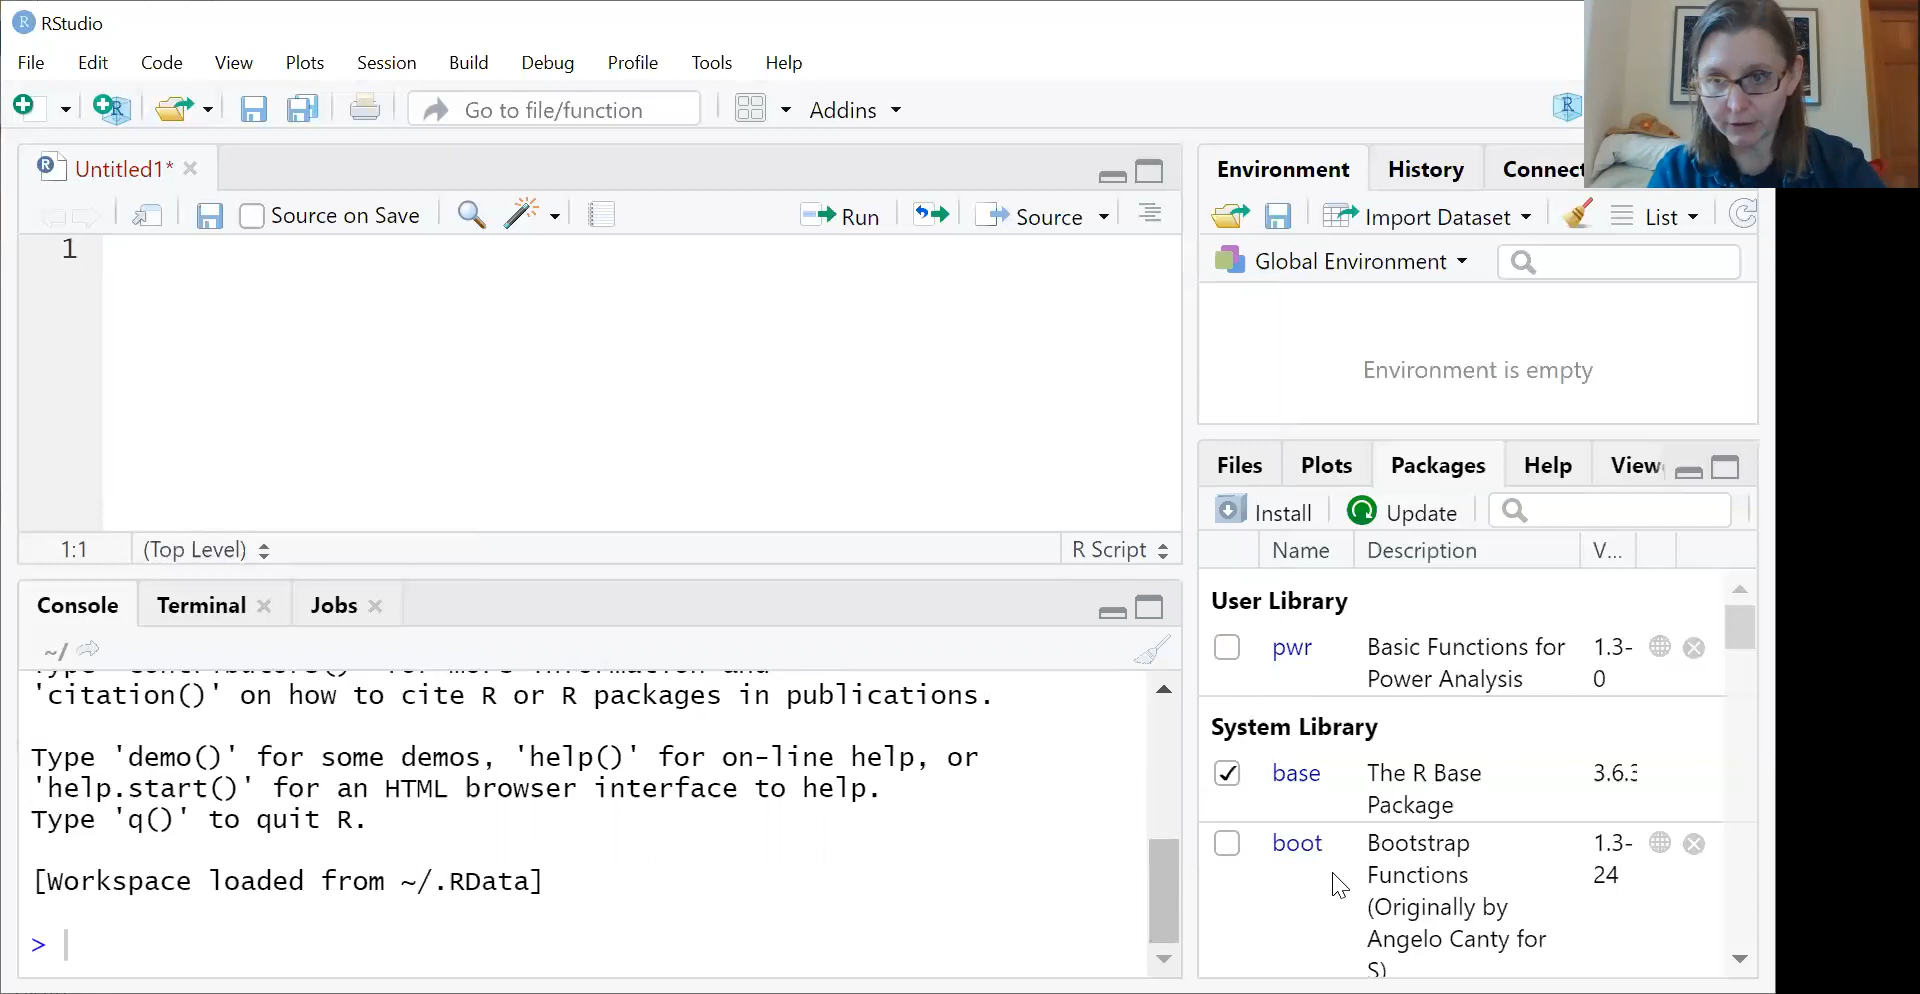 RStudio
File Edit Code View Plots Session Build Debug Profile Tools Help
Go to file/function Addins
Untitled1*
Source on Save Run Source
1
1:1 (Top Level) R Script
Console Terminal Jobs
~/
'citation()' on how to cite R or R packages in publications.
Type 'demo()' for some demos, 'help()' for on-line help, or
'help.start()' for an HTML browser interface to help.
Type 'q()' to quit R.
[Workspace loaded from ~/.RData]
>
Environment History Connect
Import Dataset List
Global Environment
Environment is empty
Files Plots Packages Help View
Install Update
Name Description V...
User Library
pwr Basic Functions for 1.3-
Power Analysis 0
System Library
base The R Base 3.6.3
Package
boot Bootstrap 1.3-
Functions 24
(Originally by
Angelo Canty for
S)